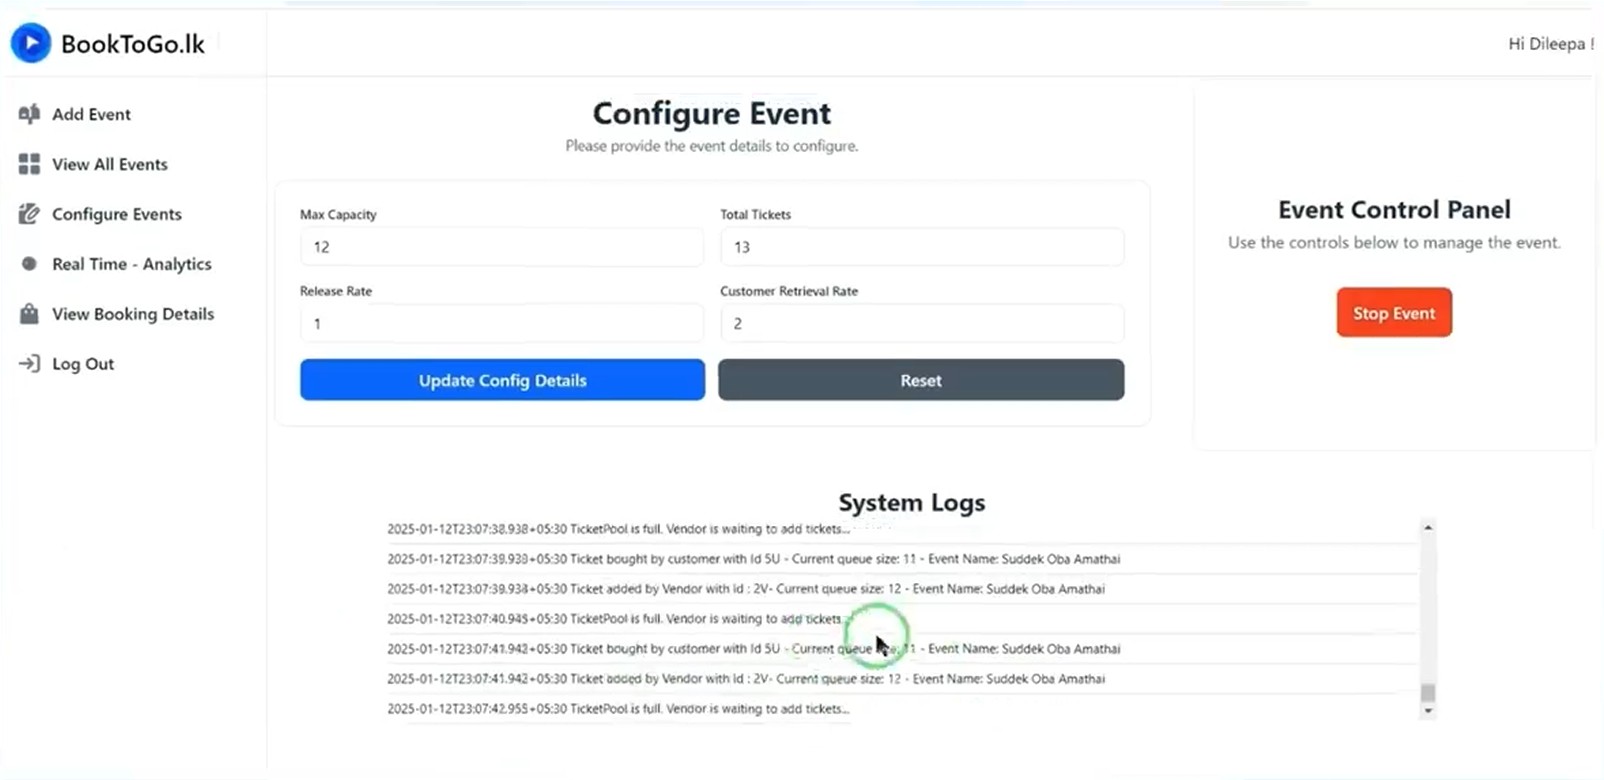 BookToGo.lk
Hi Dileepa !
Add Event
View All Events
Configure Events
Real Time - Analytics
View Booking Details
Log Out
Configure Event
Please provide the event details to configure.
Max Capacity
Total Tickets
12
13
Release Rate
Customer Retrieval Rate
1
2
Update Config Details
Reset
Event Control Panel
Use the controls below to manage the event.
Stop Event
System Logs
2025-01-12T23:07:38.938+05:30 TicketPool is full. Vendor is waiting to add tickets...
2025-01-12T23:07:39.939+05:30 Ticket bought by customer with Id 5U - Current queue size: 11 - Event Name: Suddek Oba Amathai
2025-01-12T23:07:39.934+05:30 Ticket added by Vendor with id : 2V- Current queue size: 12 - Event Name: Suddek Oba Amathai
2025-01-12T23:07:40.945+05:30 TicketPool is full. Vendor is waiting to add tickets
2025-01-12T23:07:41.942+05:30 Ticket bought by customer with Id 5U - Current queue 11 - Event Name: Suddek Oba Amathai
2025-01-12T23:07:41.942+05:30 Ticket added by Vendor with id : 2V- Current queue size: 12 - Event Name: Suddek Oba Amathai
2025-01-12T23:07:42.955+05:30 TicketPool is full. Vendor is waiting to add tickets...